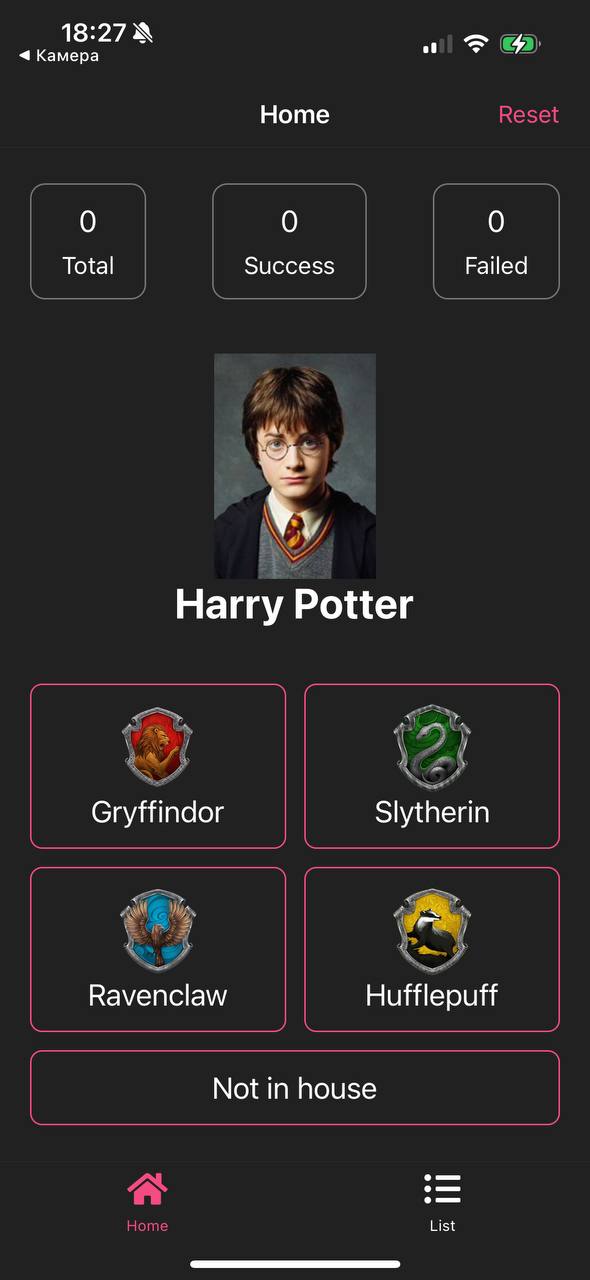 18:27
◀ Камера
Home
Reset
0
Total
0
Success
0
Failed
Harry Potter
Gryffindor
Slytherin
Ravenclaw
Hufflepuff
Not in house
Home
List